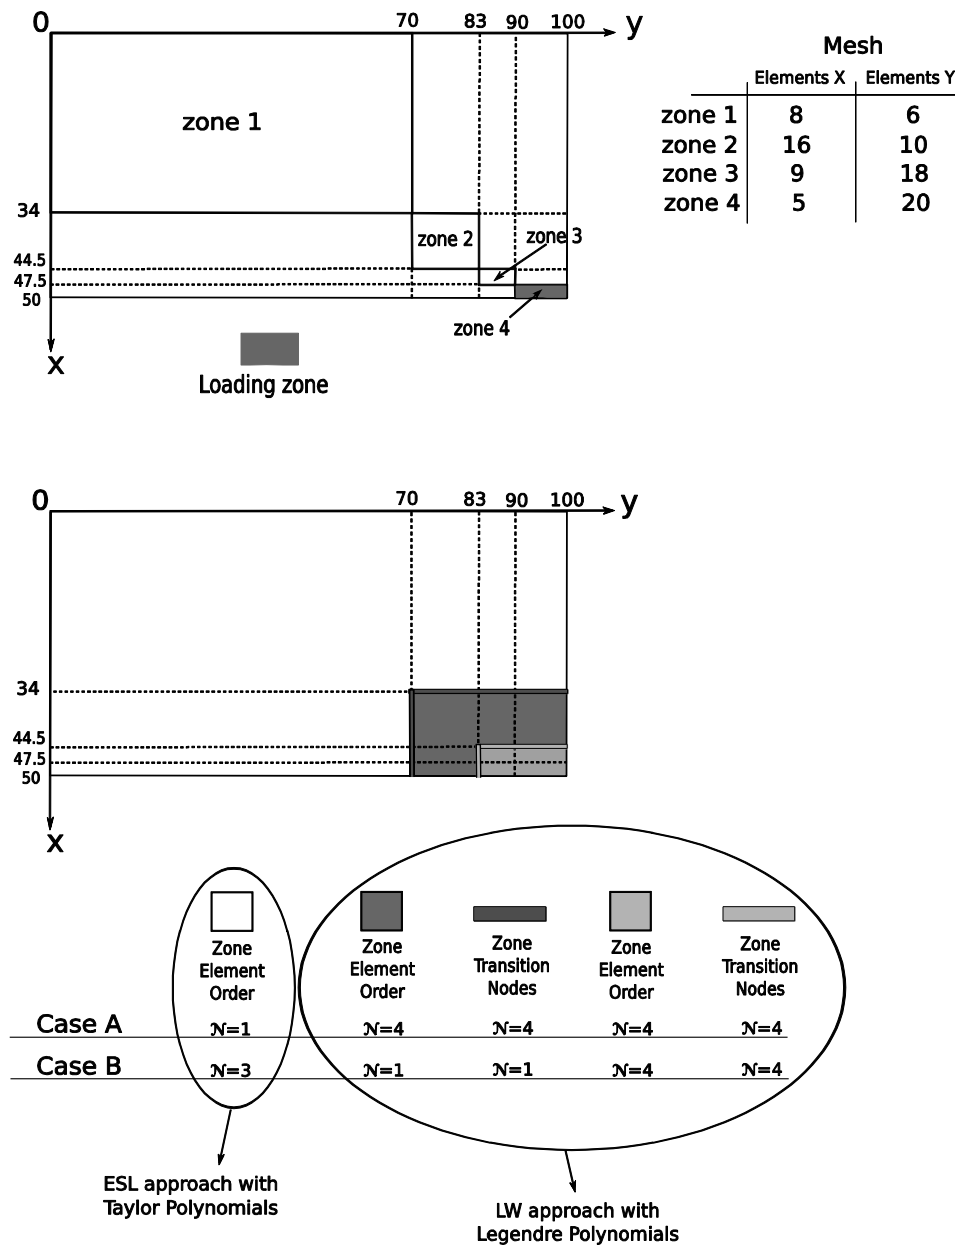 0 70 83 90 100 y
zone 1
34
zone 2 zone 3
44.5
47.5
50
zone 4
x
Loading zone
Mesh
Elements X Elements Y
zone 1 8 6
zone 2 16 10
zone 3 9 18
zone 4 5 20
0 70 83 90 100 y
34
44.5
47.5
50
x
Zone Element Order
Zone Element Order
Zone Transition Nodes
Zone Element Order
Zone Transition Nodes
Case A N=1 N=4 N=4 N=4 N=4
Case B N=3 N=1 N=1 N=4 N=4
ESL approach with
Taylor Polynomials
LW approach with
Legendre Polynomials